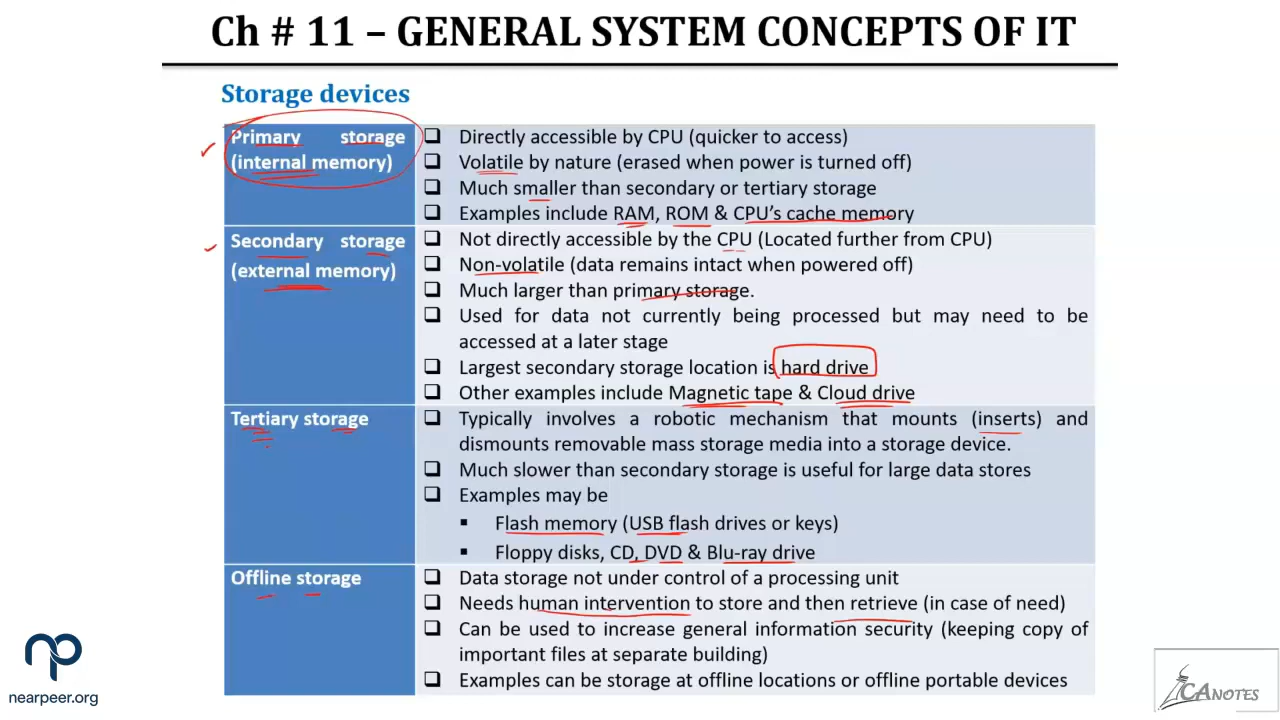 Ch # 11 – GENERAL SYSTEM CONCEPTS OF IT
Storage devices
Primary storage
(internal memory)
❑ Directly accessible by CPU (quicker to access)
❑ Volatile by nature (erased when power is turned off)
❑ Much smaller than secondary or tertiary storage
❑ Examples include RAM, ROM & CPU's cache memory
Secondary storage
(external memory)
❑ Not directly accessible by the CPU (Located further from CPU)
❑ Non-volatile (data remains intact when powered off)
❑ Much larger than primary storage.
❑ Used for data not currently being processed but may need to be
accessed at a later stage
❑ Largest secondary storage location is hard drive
❑ Other examples include Magnetic tape & Cloud drive
Tertiary storage
❑ Typically involves a robotic mechanism that mounts (inserts) and
dismounts removable mass storage media into a storage device.
❑ Much slower than secondary storage is useful for large data stores
❑ Examples may be
▪ Flash memory (USB flash drives or keys)
▪ Floppy disks, CD, DVD & Blu-ray drive
Offline storage
❑ Data storage not under control of a processing unit
❑ Needs human intervention to store and then retrieve (in case of need)
❑ Can be used to increase general information security (keeping copy of
important files at separate building)
❑ Examples can be storage at offline locations or offline portable devices
nearpeer.org
CANOTES